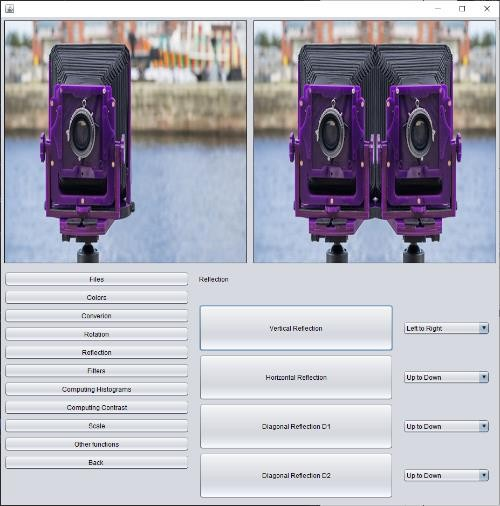 Files
Reflection
Colors
Converion
Vertical Reflection
Left to Right
Rotation
Reflection
Filters
Horizontal Reflection
Up to Down
Computing Histograms
Computing Contrast
Scale
Diagonal Reflection D1
Up to Down
Other functions
Back
Diagonal Reflection D2
Up to Down